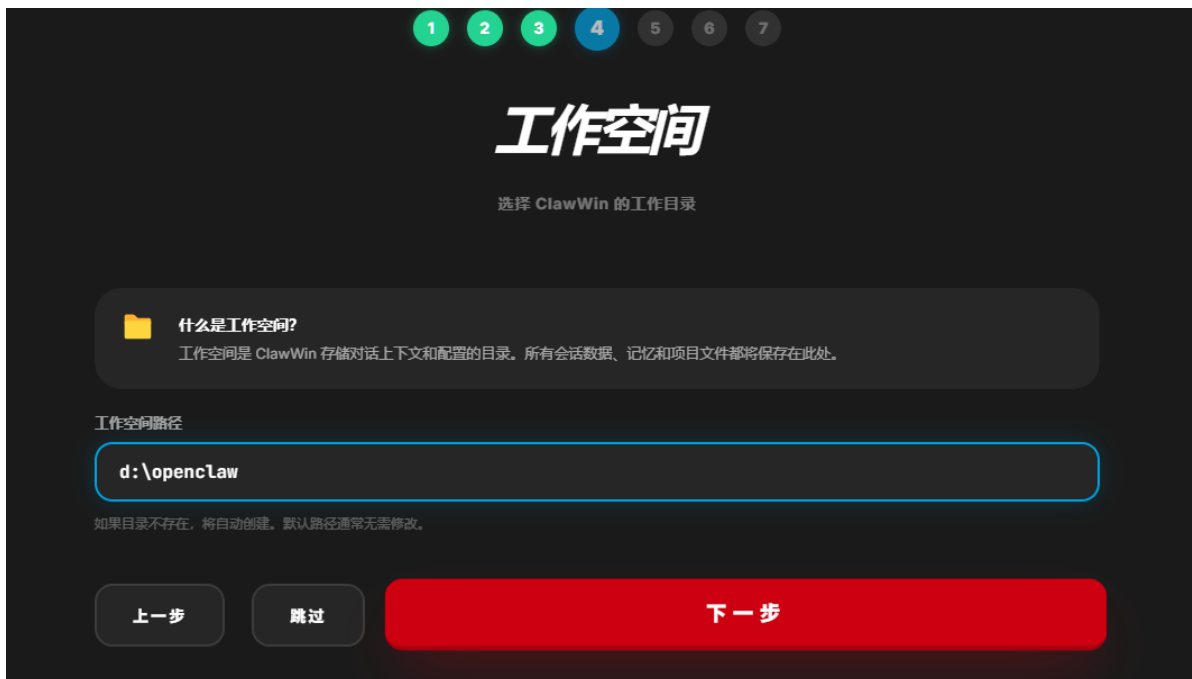 1 2 3 4 5 6 7
工作空间
选择 ClawWin 的工作目录
什么是工作空间?
工作空间是 ClawWin 存储对话上下文和配置的目录。所有会话数据、记忆和项目文件都将保存在此处。
工作空间路径
d:\openclaw
如果目录不存在，将自动创建。默认路径通常无需修改。
上一步 跳过 下一步